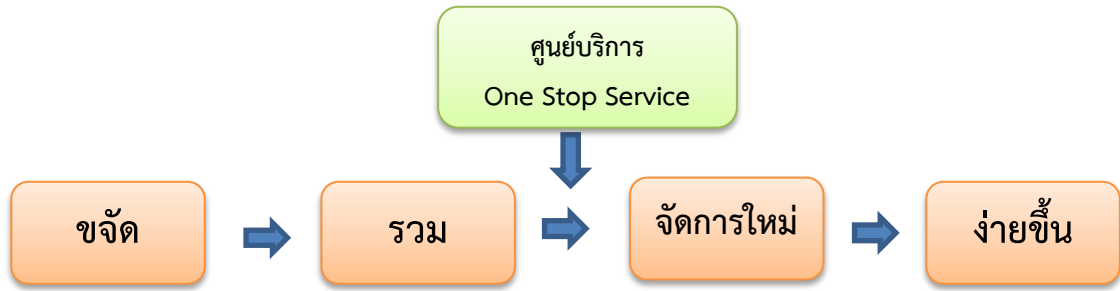 ศูนย์บริการ
One Stop Service
ขจัด
รวม
จัดการใหม่
ง่ายขึ้น